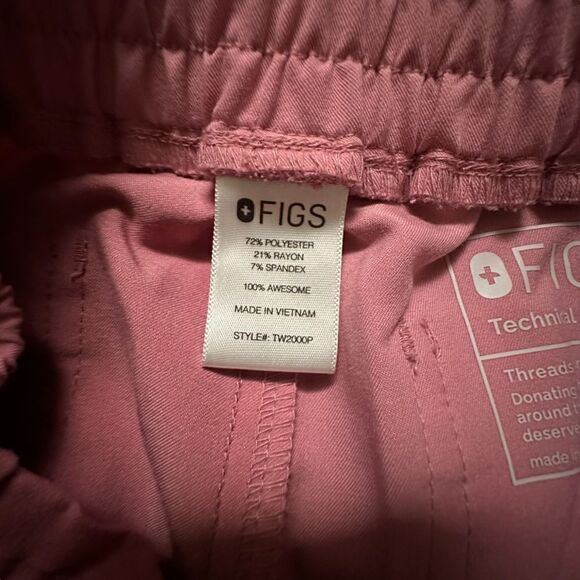 FIGS
72% POLYESTER
21% RAYON
7% SPANDEX
100% AWESOME
MADE IN VIETNAM
STYLE#: TW2000P
Technical
Threads
Donating
around
deserve
made in